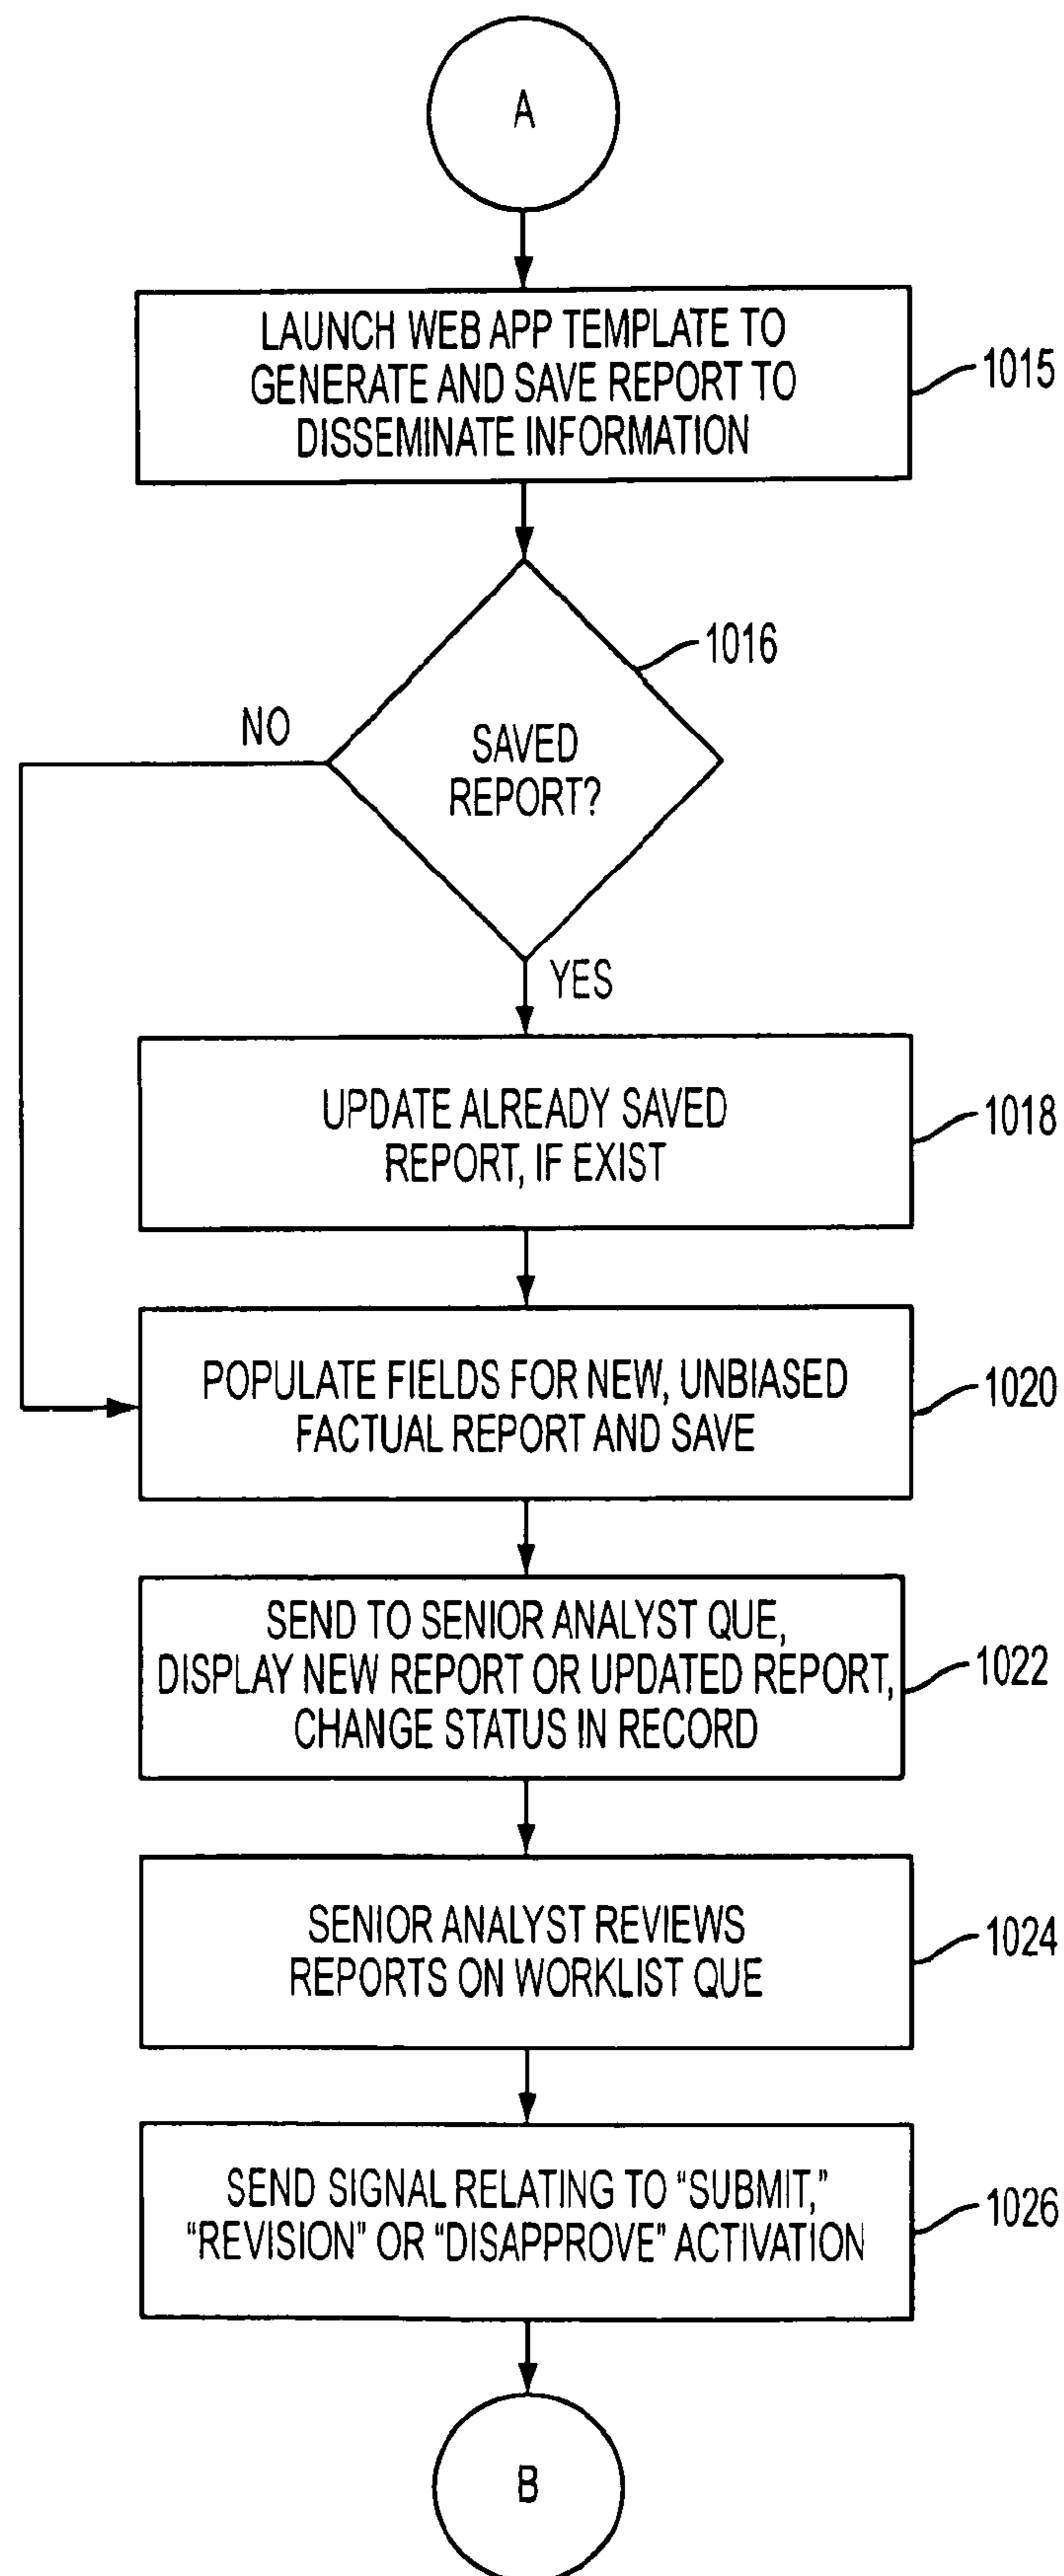 A
LAUNCH WEB APP TEMPLATE TO
GENERATE AND SAVE REPORT TO
DISSEMINATE INFORMATION
1015
1016
SAVED
REPORT?
NO
YES
UPDATE ALREADY SAVED
REPORT, IF EXIST
1018
POPULATE FIELDS FOR NEW, UNBIASED
FACTUAL REPORT AND SAVE
1020
SEND TO SENIOR ANALYST QUE,
DISPLAY NEW REPORT OR UPDATED REPORT,
CHANGE STATUS IN RECORD
1022
SENIOR ANALYST REVIEWS
REPORTS ON WORKLIST QUE
1024
SEND SIGNAL RELATING TO “SUBMIT,”
“REVISION” OR “DISAPPROVE” ACTIVATION
1026
B